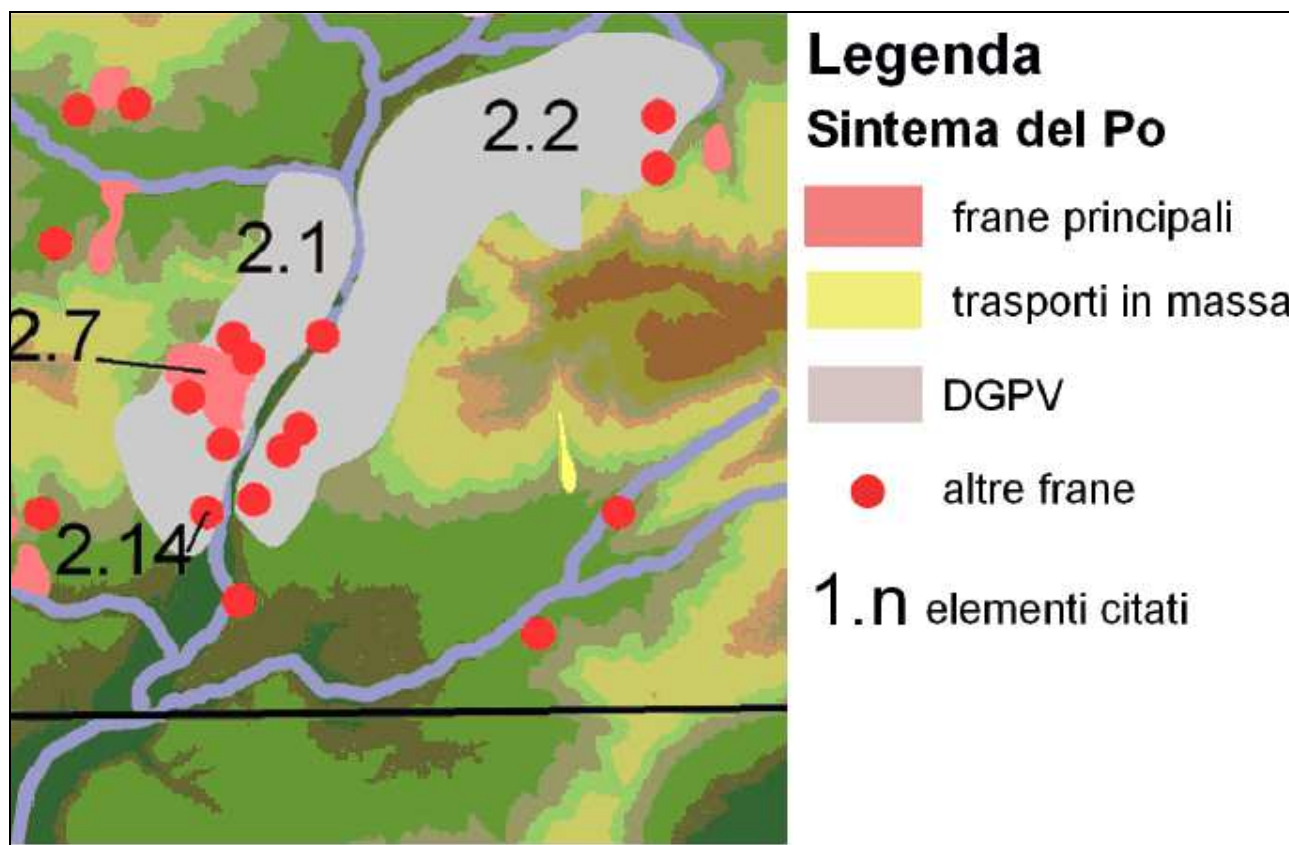 2.2
2.1
2.7
2.14
Legenda
Sintema del Po
frane principali
trasporti in massa
DGPV
altre frane
1.n elementi citati